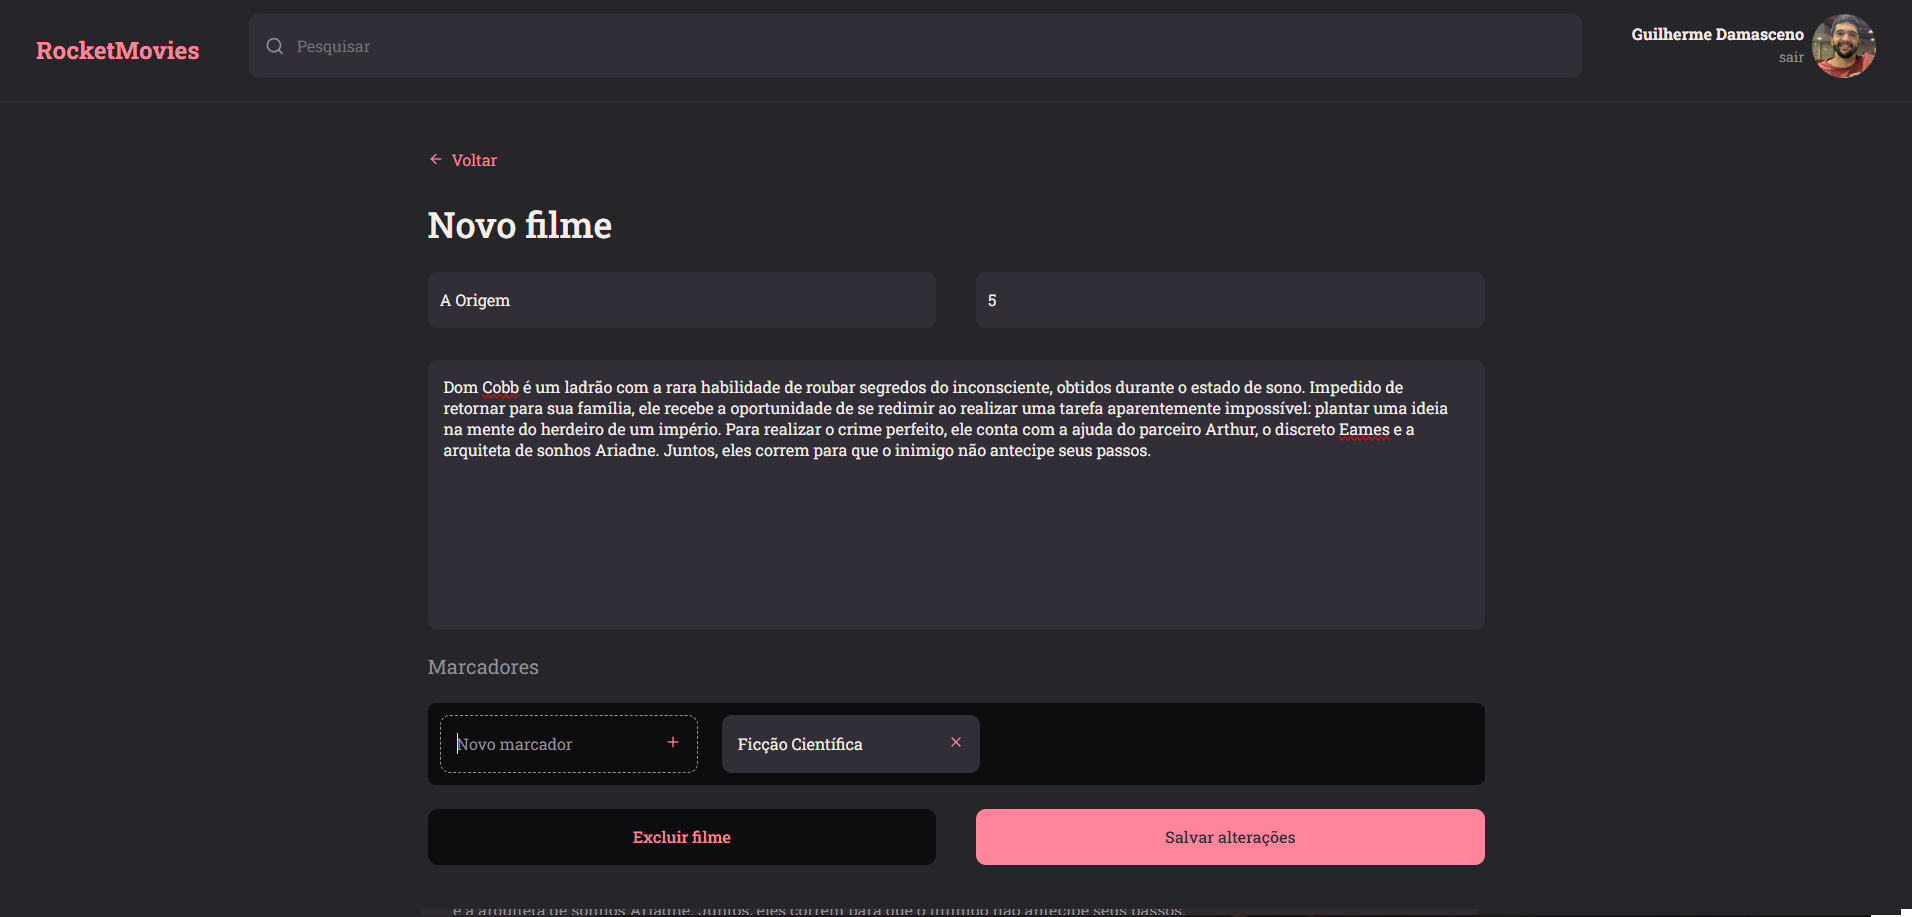 RocketMovies
Pesquisar
Guilherme Damasceno
sair
Voltar
Novo filme
A Origem
5
Dom Cobb é um ladrão com a rara habilidade de roubar segredos do inconsciente, obtidos durante o estado de sono. Impedido de
retornar para sua família, ele recebe a oportunidade de se redimir ao realizar uma tarefa aparentemente impossível: plantar uma ideia
na mente do herdeiro de um império. Para realizar o crime perfeito, ele conta com a ajuda do parceiro Arthur, o discreto Eames e a
arquiteta de sonhos Ariadne. Juntos, eles correm para que o inimigo não antecipe seus passos.
Marcadores
Novo marcador
Ficção Científica
Excluir filme
Salvar alterações
e a arquiteta de sonhos Ariadne. Juntos, eles correm para que o inimigo não antecipe seus passos.